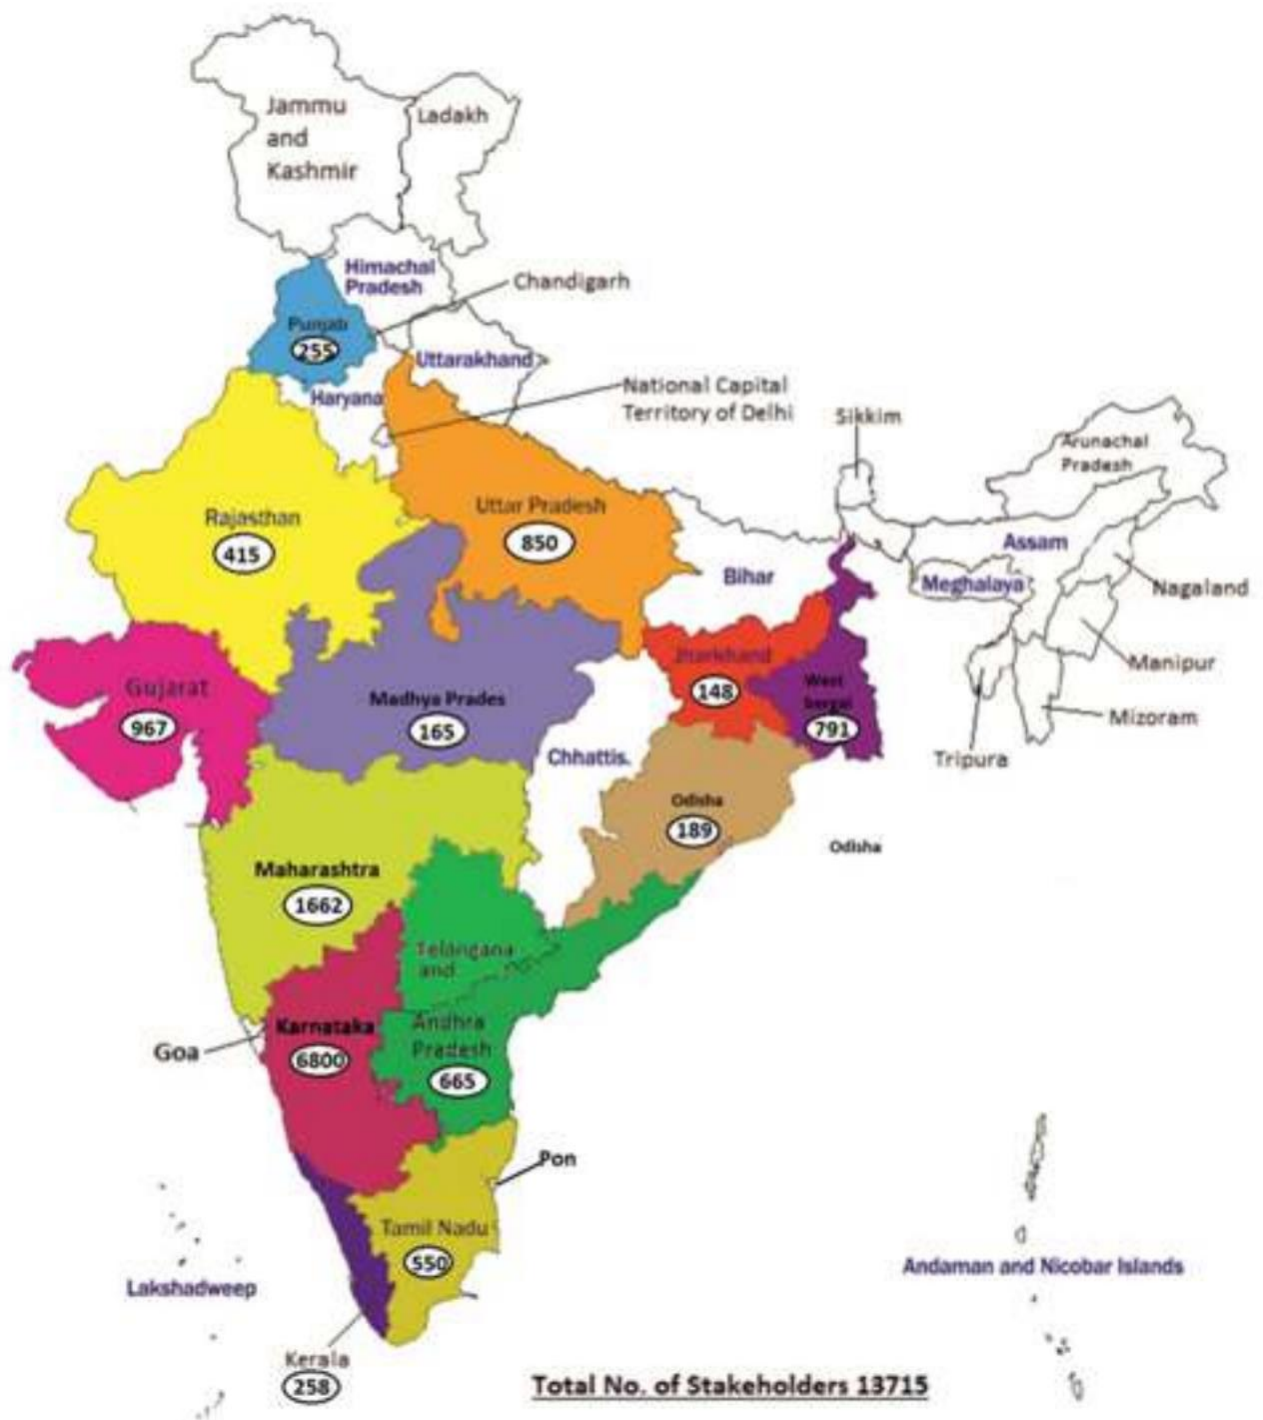 Jammu
and
Kashmir
Ladakh
Himachal
Pradesh
Chandigarh
Punjab
255
Uttarakhand
Haryana
National Capital
Territory of Delhi
Sikkim
Arunachal
Pradesh
Rajasthan
415
Uttar Pradesh
850
Bihar
Assam
Meghalaya
Nagaland
Manipur
Mizoram
Tripura
Gujarat
967
Madhya Prades
165
Jharkhand
148
West
bengal
791
Chhattis.
Odisha
189
Odisha
Maharashtra
1662
Telangana
and
Andhra
Pradesh
665
Karnataka
6800
Goa
Pon
Tamil Nadu
550
Lakshadweep
Andaman and Nicobar Islands
Kerala
258
Total No. of Stakeholders 13715